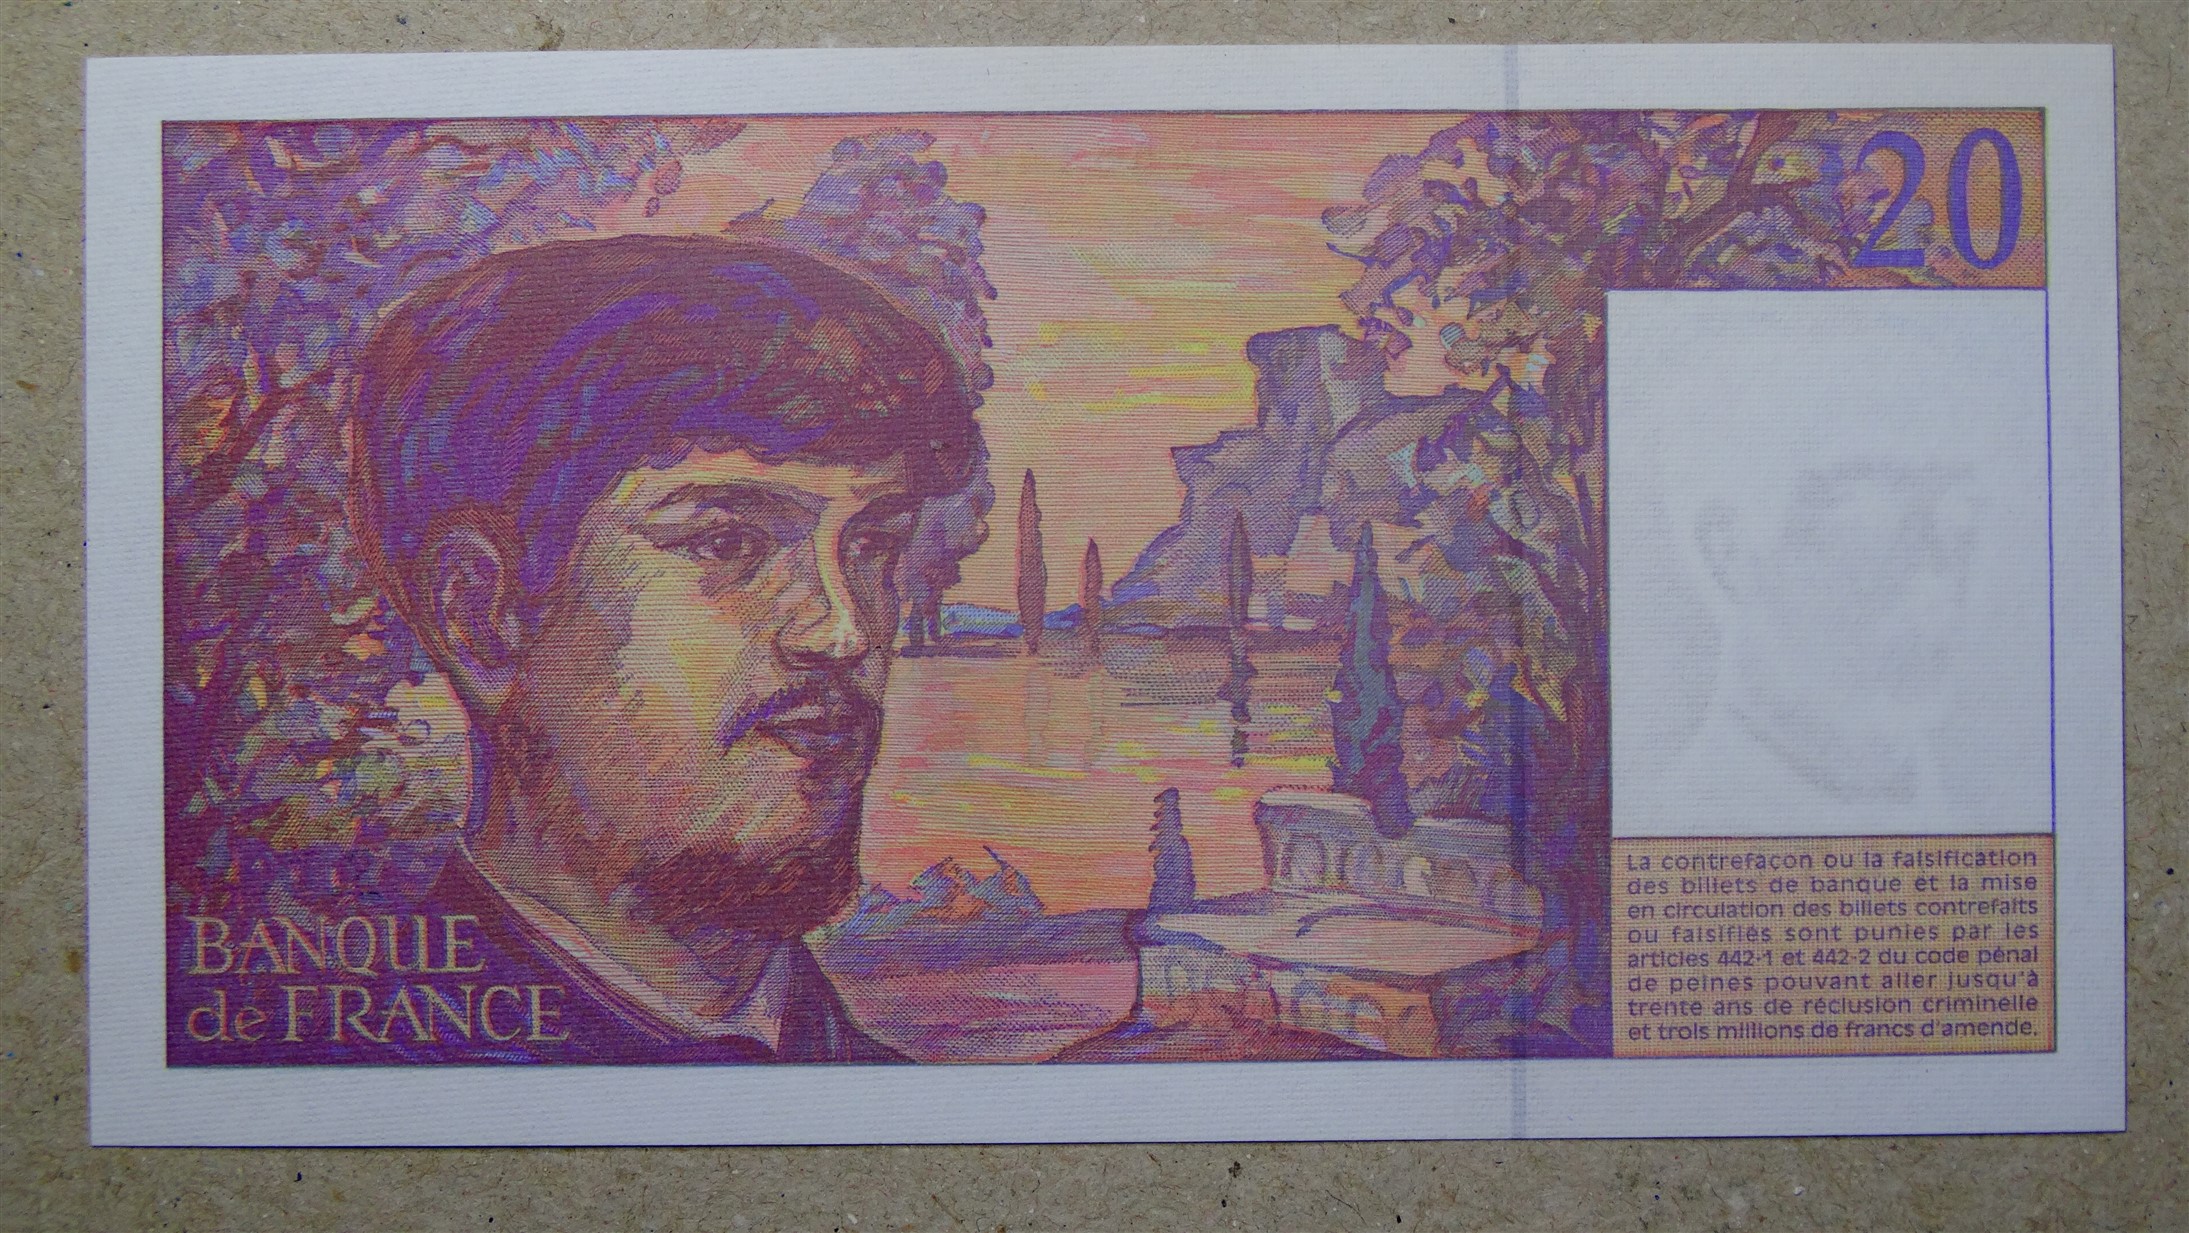 20
BANQUE
de FRANCE
La contrefaçon ou la falsification
des billets de banque et la mise
en circulation des billets contrefaits
ou falsifiés sont punies par les
articles 442-1 et 442-2 du code pénal
de peines pouvant aller jusqu'à
trente ans de réclusion criminelle
et trois millions de francs d'amende.